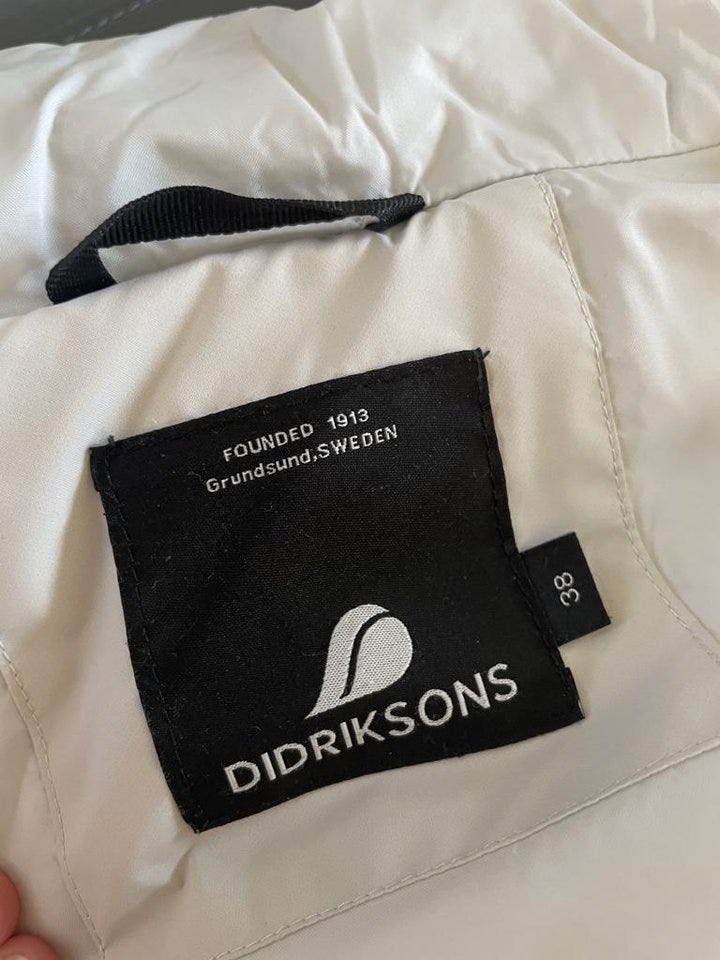 FOUNDED 1913
Grundsund,SWEDEN
38
DIDRIKSONS